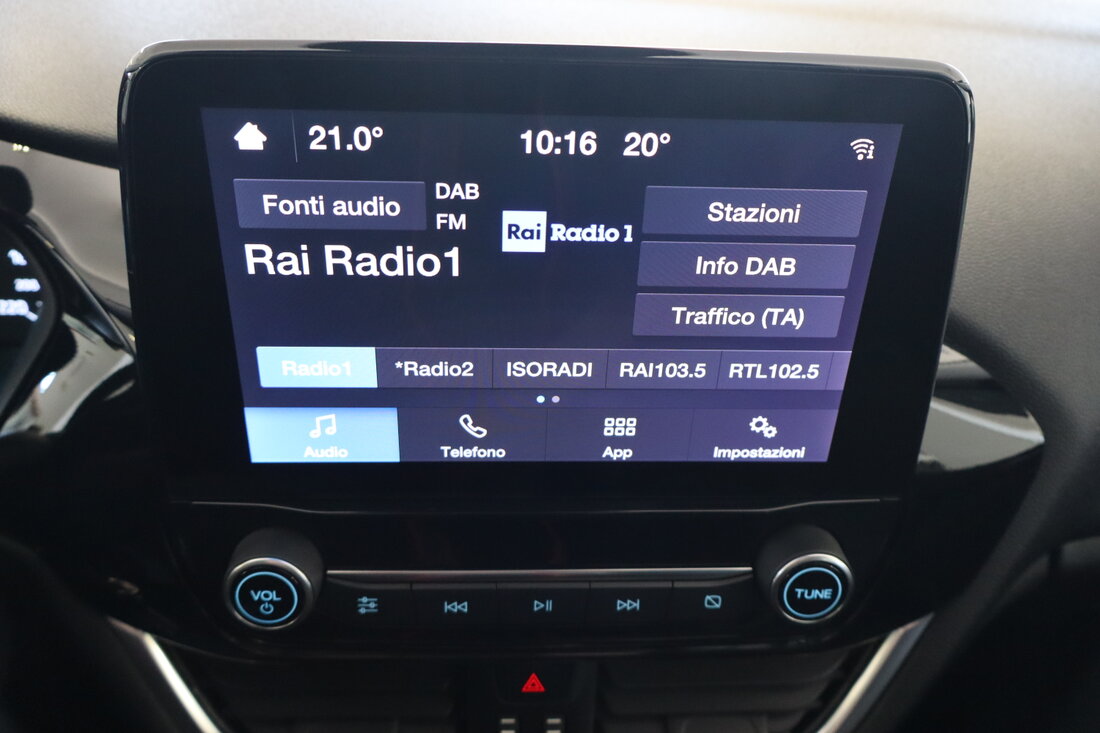 21.0° 10:16 20°
Fonti audio
DAB
FM
Rai Radio 1
Rai Radio1
Stazioni
Info DAB
Traffico (TA)
Radio1 *Radio2 ISORADI RAI103.5 RTL102.5
Audio Telefono App Impostazioni
VOL
TUNE